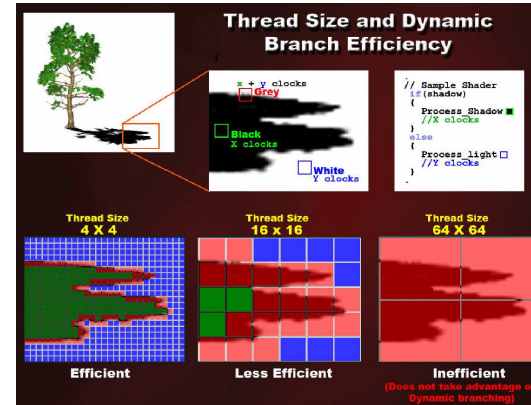 Thread Size and Dynamic
Branch Efficiency
x + y clocks
Grey
Black
X clocks
White
Y clocks
// Sample Shader
if(shadow)
{
Process_Shadow
//X clocks
}
else
{
Process_light
//Y clocks
}
Thread Size
4 X 4
Thread Size
16 x 16
Thread Size
64 X 64
Efficient
Less Efficient
Inefficient
(Does not take advantage of
Dynamic branching)